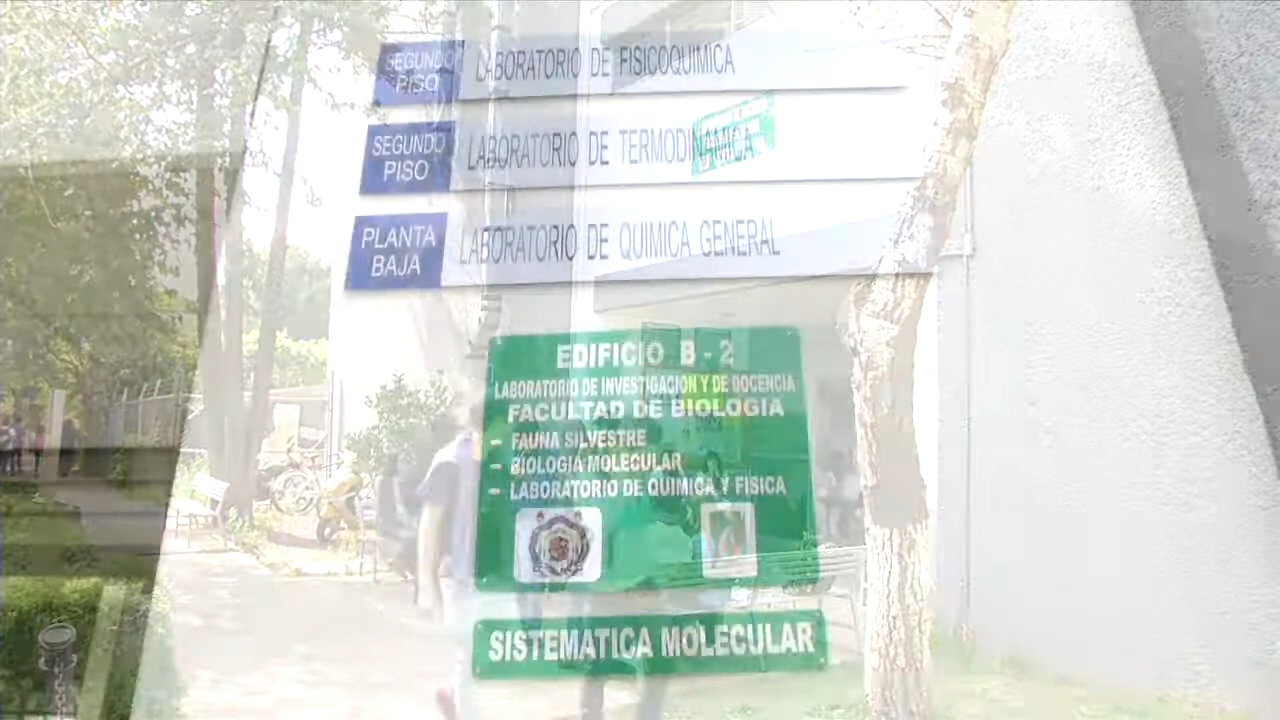 SEGUNDO PISO
LABORATORIO DE FISICOQUIMICA
SEGUNDO PISO
LABORATORIO DE TERMODINAMICA
PLANTA BAJA
LABORATORIO DE QUIMICA GENERAL
EDIFICIO B - 2
LABORATORIO DE INVESTIGACION Y DE DOCENCIA
FACULTAD DE BIOLOGIA
- FAUNA SILVESTRE
- BIOLOGIA MOLECULAR
- LABORATORIO DE QUIMICA Y FISICA
SISTEMATICA MOLECULAR